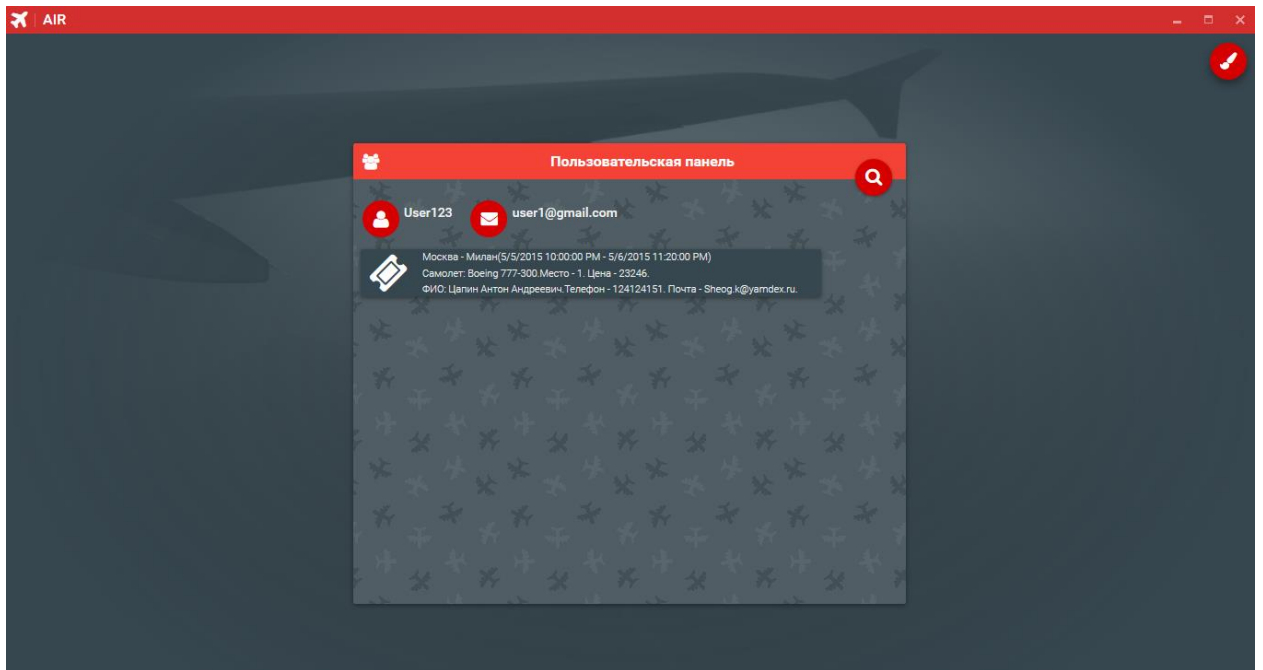 AIR
Пользовательская панель
User123 user1@gmail.com
Москва - Милан(5/5/2015 10:00:00 PM - 5/6/2015 11:20:00 PM)
Самолет: Boeing 777-300.Место - 1. Цена - 23246.
ФИО: Цапин Антон Андреевич.Телефон - 124124151. Почта - Sheog.k@yamdex.ru.